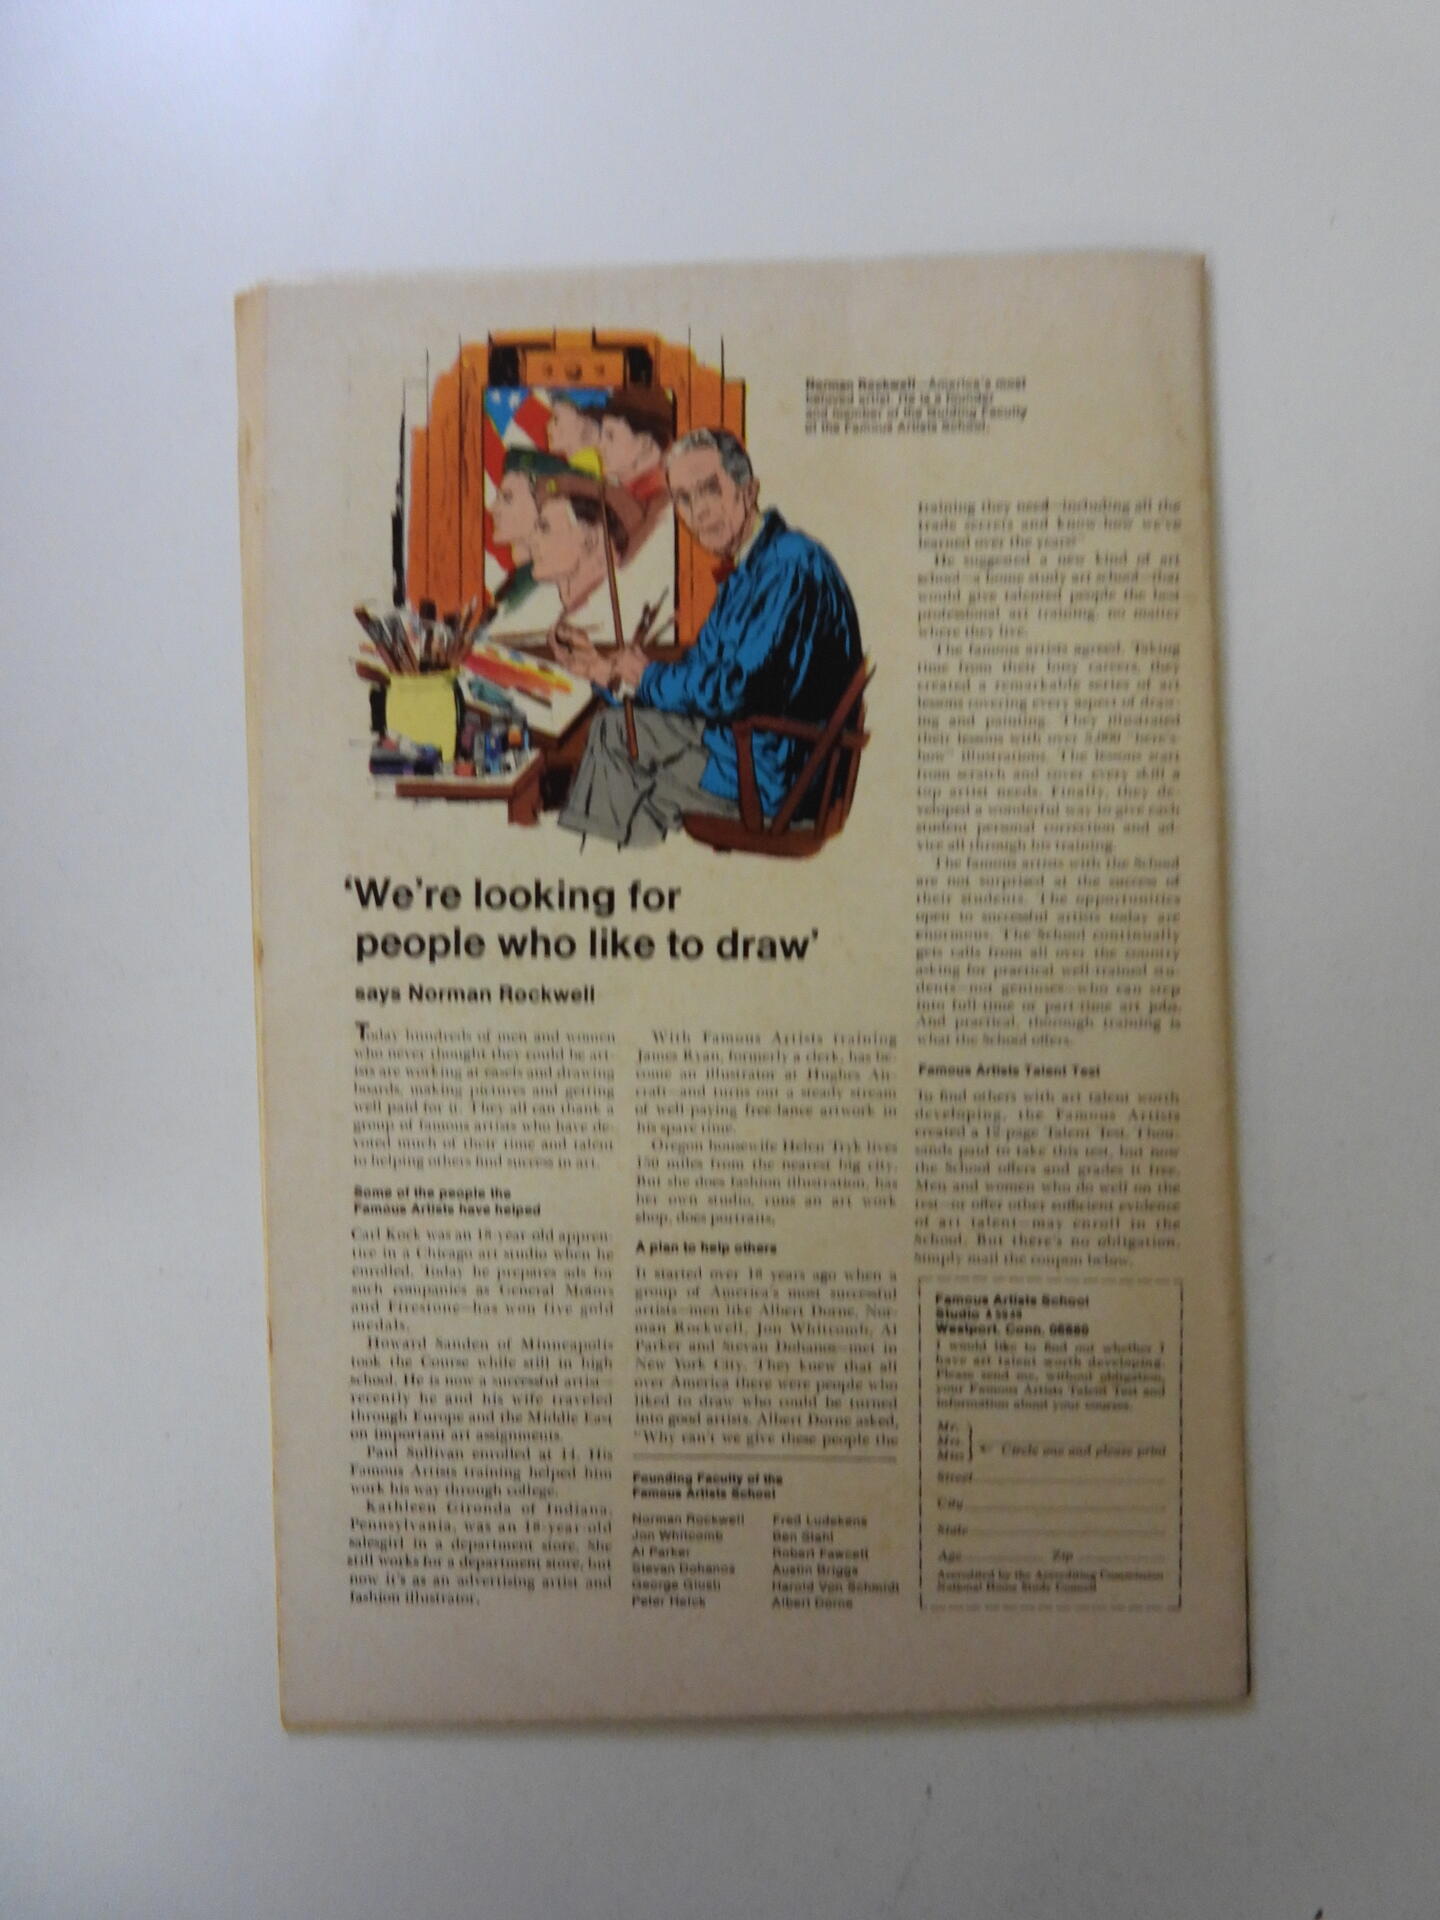 Norman Rockwell—America's most
beloved artist. He is a founder
and member of the Guiding Faculty
of the Famous Artists School.
'We're looking for
people who like to draw'
says Norman Rockwell
Today hundreds of men and women
who never thought they could be art-
ists are working at easels and drawing
boards, making pictures and getting
well paid for it. They all can thank a
group of famous artists who have de-
voted much of their time and talent
to helping others find success in art.
Some of the people the
Famous Artists have helped
Carl Kock was an 18-year-old appren-
tice in a Chicago art studio when he
enrolled. Today he prepares ads for
such companies as General Motors
and Firestone—has won five gold
medals.
Howard Sanden of Minneapolis
took the Course while still in high
school. He is now a successful artist—
recently he and his wife traveled
through Europe and the Middle East
on important art assignments.
Paul Sullivan enrolled at 14. His
Famous Artists training helped him
work his way through college.
Kathleen Gironda of Indiana,
Pennsylvania, was an 18-year-old
salesgirl in a department store. She
still works for a department store, but
now it's as an advertising artist and
fashion illustrator.
With Famous Artists training
James Ryan, formerly a clerk, has be-
come an illustrator at Hughes Air-
craft—and turns out a steady stream
of well-paying free-lance artwork in
his spare time.
Oregon housewife Helen Tryk lives
150 miles from the nearest big city.
But she does fashion illustration, has
her own studio, runs an art work
shop, does portraits.
A plan to help others
It started over 18 years ago when a
group of America's most successful
artists—men like Albert Dorne, Nor-
man Rockwell, Jon Whitcomb, Al
Parker and Stevan Dohanos—met in
New York City. They knew that all
over America there were people who
liked to draw who could be turned
into good artists. Albert Dorne asked,
"Why can't we give these people the
Founding Faculty of the
Famous Artists School
Norman Rockwell
Jon Whitcomb
Al Parker
Stevan Dohanos
George Giusti
Peter Helck
Fred Ludekens
Ben Stahl
Robert Fawcett
Austin Briggs
Harold Von Schmidt
Albert Dorne
training they need—including all the
trade secrets and know-how we've
learned over the years?"
He suggested a new kind of art
school—a home study art school—that
would give talented people the best
professional art training, no matter
where they live.
The famous artists agreed. Taking
time from their busy careers, they
created a remarkable series of art
lessons covering every aspect of draw-
ing and painting. They illustrated
their lessons with over 5,000 "here's-
how" illustrations. The lessons start
from scratch and cover every skill a
top artist needs. Finally, they de-
veloped a wonderful way to give each
student personal correction and ad-
vice all through his training.
The famous artists with the School
are not surprised at the success of
their students. The opportunities
open to successful artists today are
enormous. The School continually
gets calls from all over the country
asking for practical well-trained stu-
dents—not geniuses—who can step
into full-time or part-time art jobs.
And practical, thorough training is
what the School offers.
Famous Artists Talent Test
To find others with art talent worth
developing, the Famous Artists
created a 12-page Talent Test. Thou-
sands paid to take this test, but now
the School offers and grades it free.
Men and women who do well on the
test—or offer other sufficient evidence
of art talent—may enroll in the
School. But there's no obligation.
Simply mail the coupon below.
Famous Artists School
Studio
Westport, Conn. 06880
I would like to find out whether I
have art talent worth developing.
Please send me, without obligation,
your Famous Artists Talent Test and
information about your courses.
Mr.
Mrs.
Miss
Circle one and please print
Street
City
State
Age Zip
Accredited by the Accrediting Commission
National Home Study Council